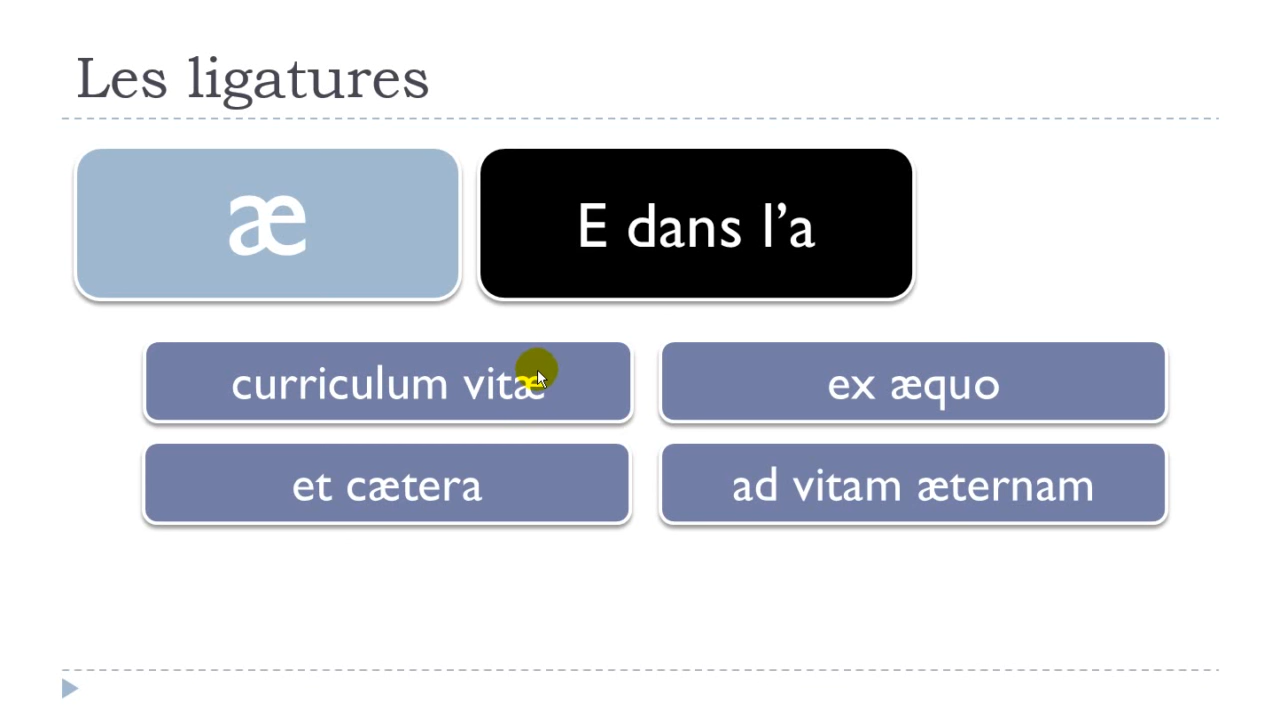 Les ligatures
æ
E dans l’a
curriculum vitæ
ex æquo
et cætera
ad vitam æternam